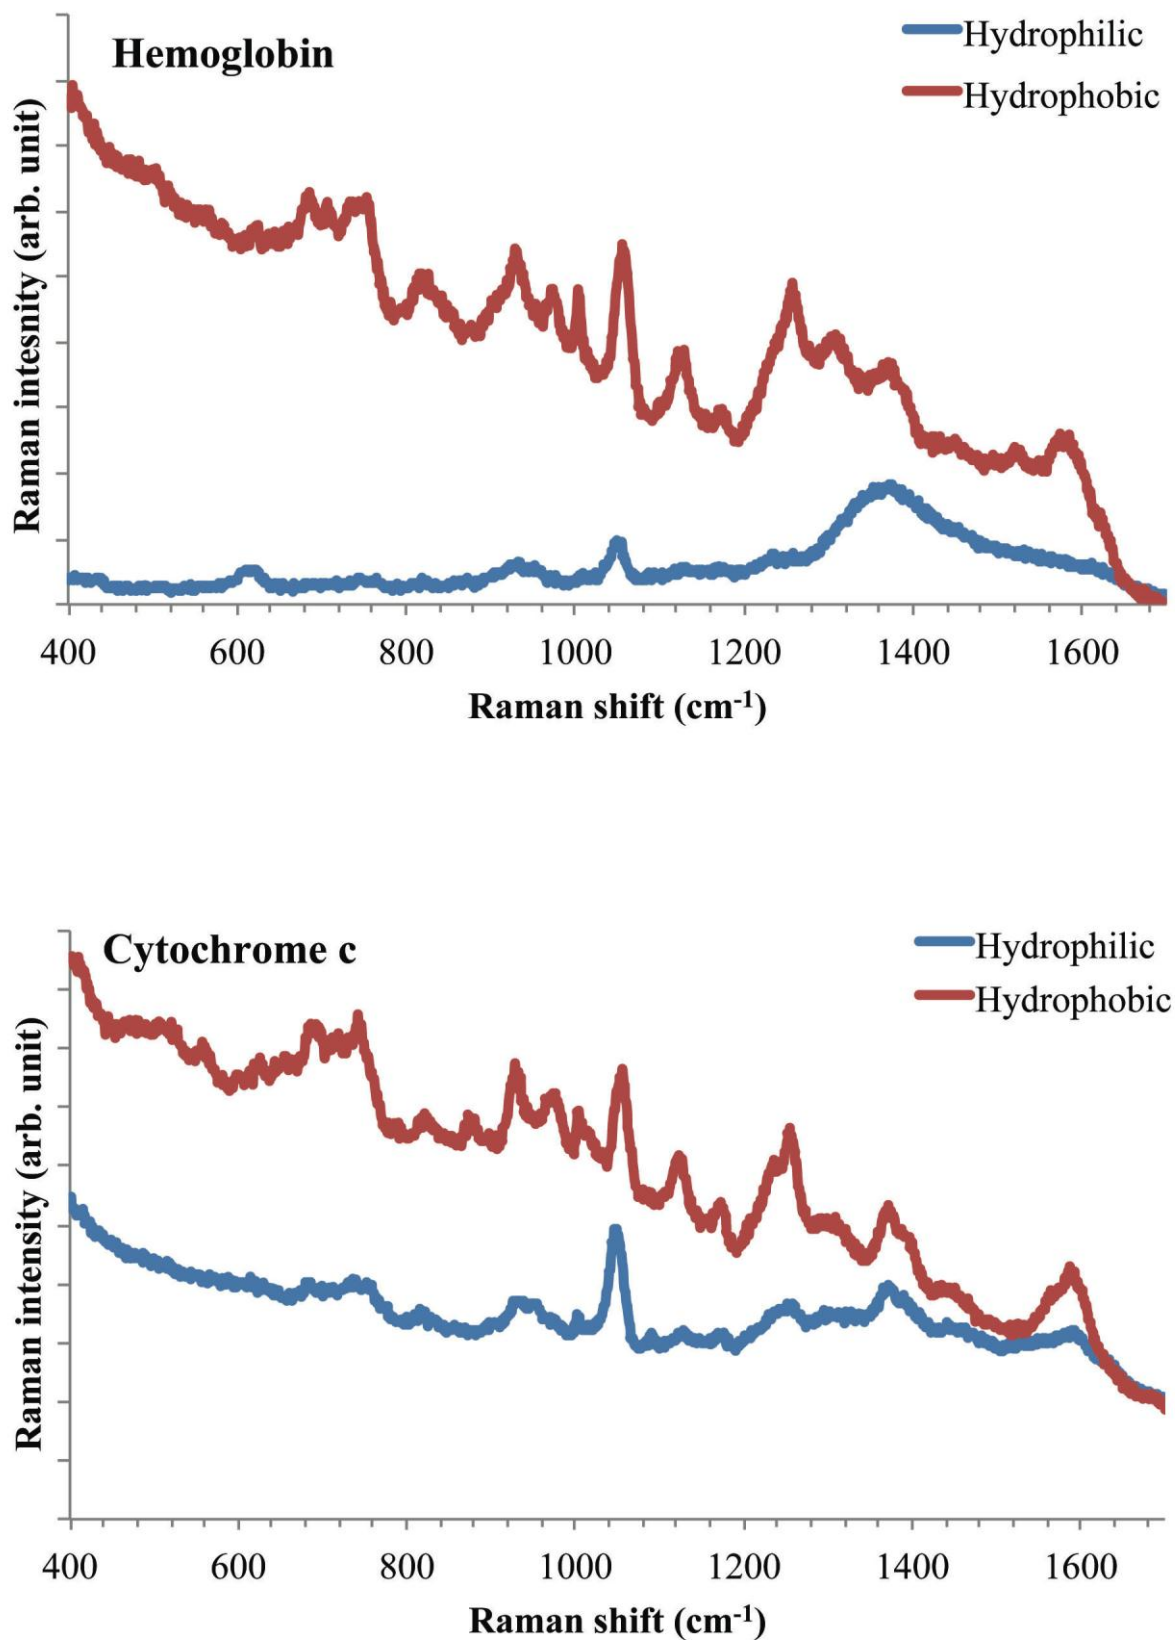 Hemoglobin
Hydrophilic
Hydrophobic
Raman intesnity (arb. unit)
400 600 800 1000 1200 1400 1600
Raman shift (cm⁻¹)
Cytochrome c
Hydrophilic
Hydrophobic
Raman intensity (arb. unit)
400 600 800 1000 1200 1400 1600
Raman shift (cm⁻¹)